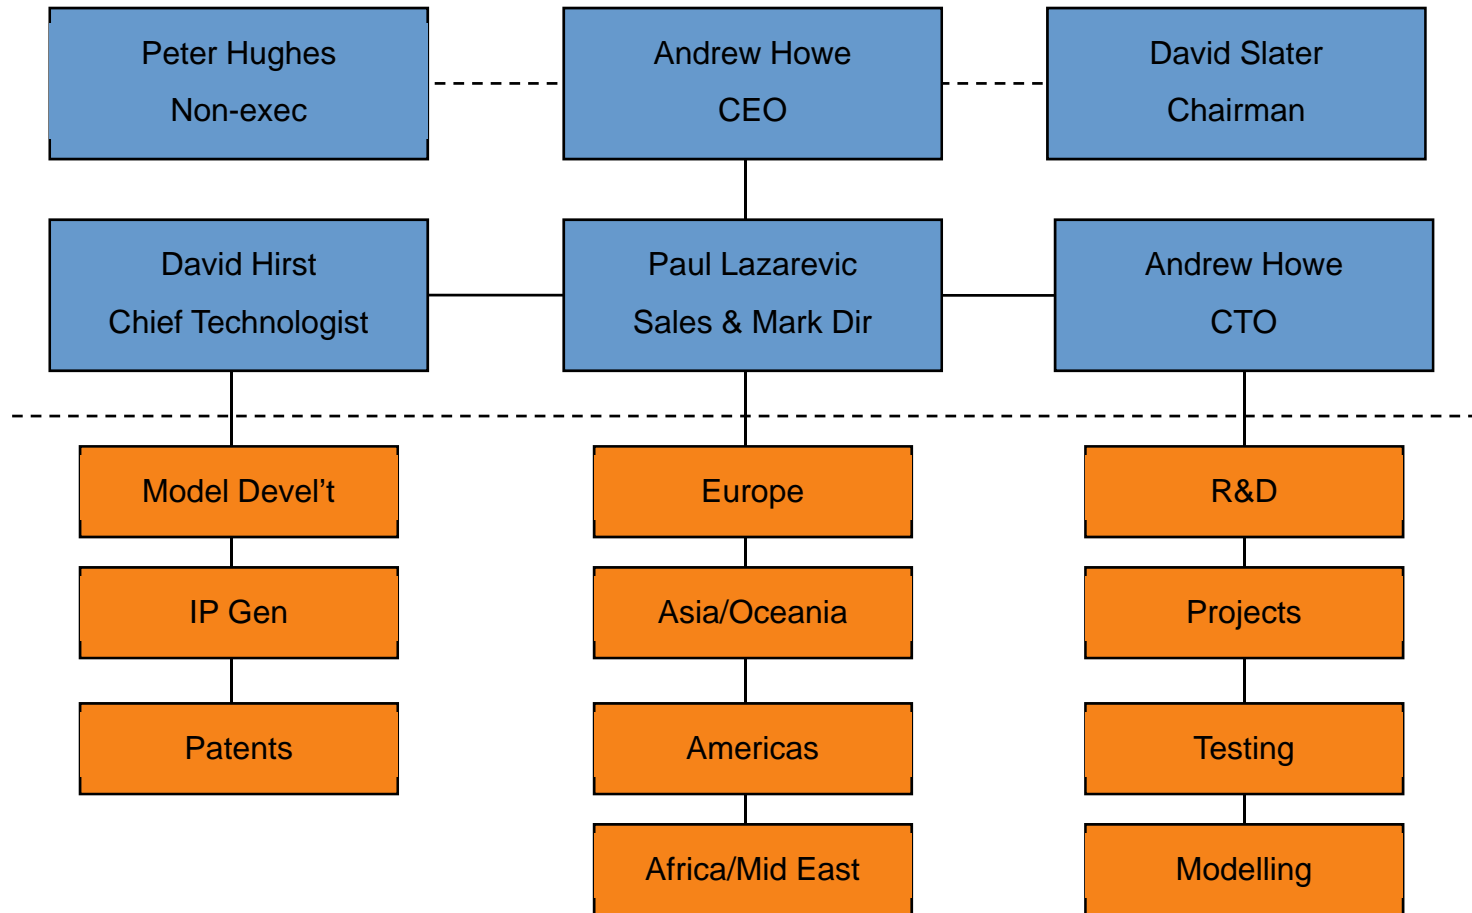 Peter Hughes
Non-exec
Andrew Howe
CEO
David Slater
Chairman
David Hirst
Chief Technologist
Paul Lazarevic
Sales & Mark Dir
Andrew Howe
CTO
Model Devel’t
IP Gen
Patents
Europe
Asia/Oceania
Americas
Africa/Mid East
R&D
Projects
Testing
Modelling